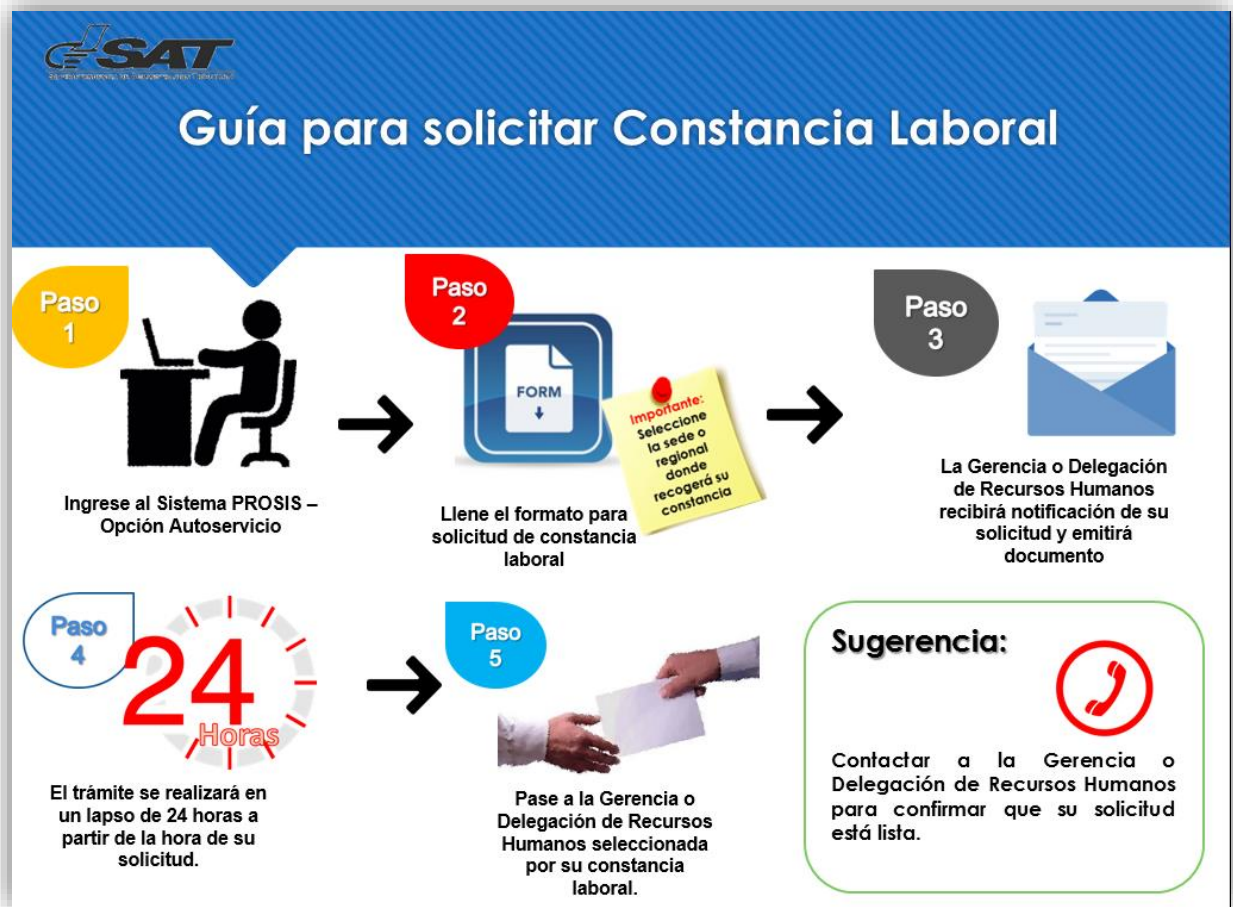 SAT
Guía para solicitar Constancia Laboral
Paso
1
Ingrese al Sistema PROSIS –
Opción Autoservicio
Paso
2
FORM
Importante:
Seleccione
la sede o
regional
donde
recogerá su
constancia
Llene el formato para
solicitud de constancia
laboral
Paso
3
La Gerencia o Delegación
de Recursos Humanos
recibirá notificación de su
solicitud y emitirá
documento
Paso
4
24
Horas
El trámite se realizará en
un lapso de 24 horas a
partir de la hora de su
solicitud.
Paso
5
Pase a la Gerencia o
Delegación de Recursos
Humanos seleccionada
por su constancia
laboral.
Sugerencia:
Contactar a la Gerencia o
Delegación de Recursos Humanos
para confirmar que su solicitud
está lista.